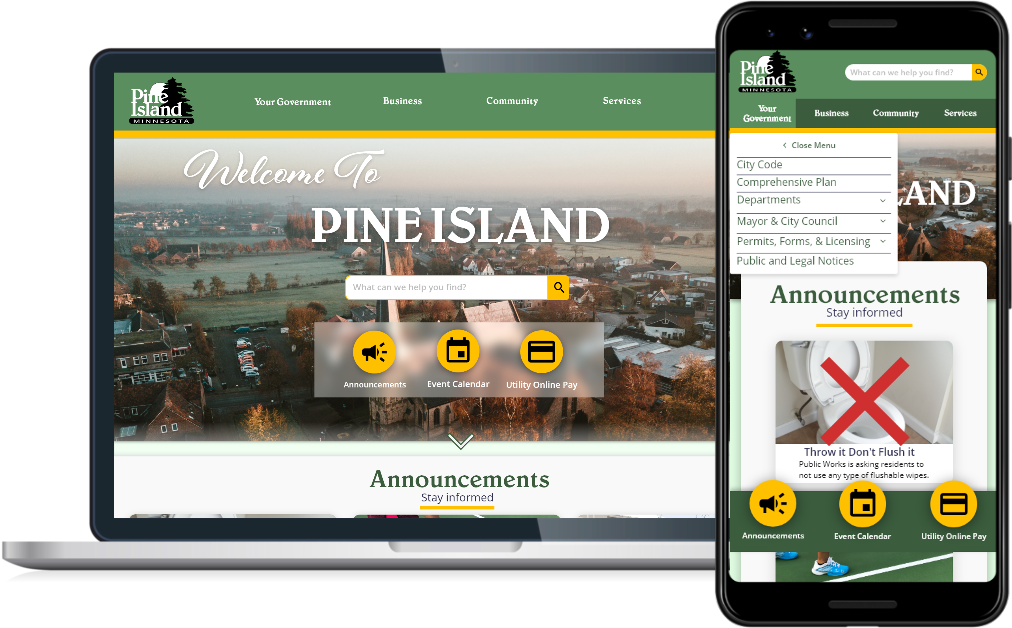 Pine
Island
MINNESOTA
Your Government
Business
Community
Services
Welcome To
PINE ISLAND
What can we help you find?
Announcements
Event Calendar
Utility Online Pay
Announcements
Stay informed
Pine
Island
MINNESOTA
What can we help you find?
Your
Government
Business
Community
Services
Close Menu
City Code
Comprehensive Plan
Departments
Mayor & City Council
Permits, Forms, & Licensing
Public and Legal Notices
LAND
Announcements
Stay informed
Throw it Don't Flush it
Public Works is asking residents to
not use any type of flushable wipes.
Announcements
Event Calendar
Utility Online Pay